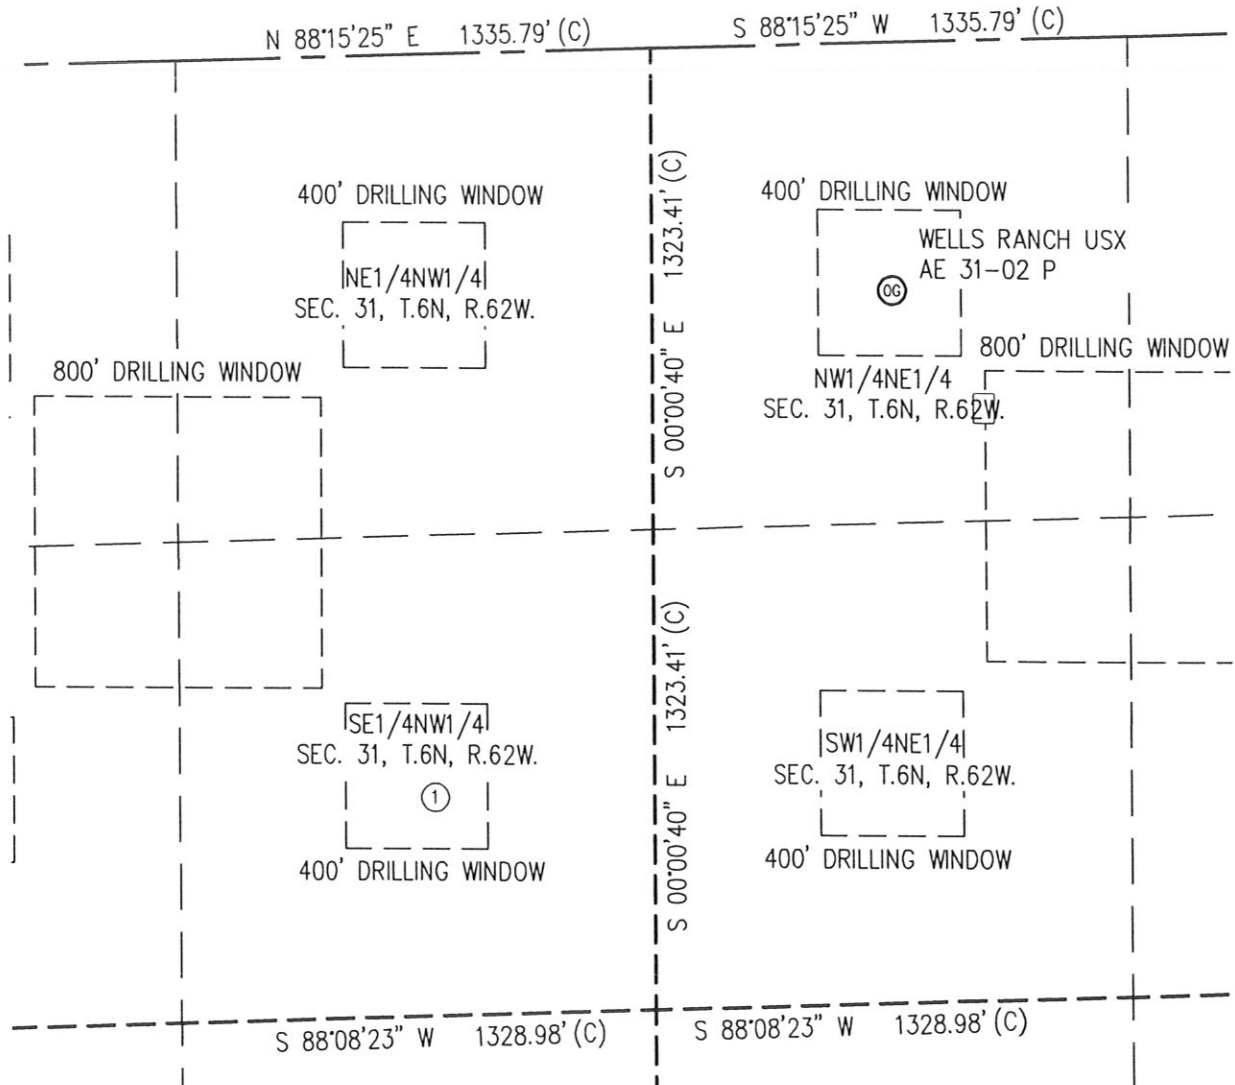 N 88°15'25" E 1335.79' (C)
S 88°15'25" W 1335.79' (C)
400' DRILLING WINDOW
NE1/4NW1/4
SEC. 31, T.6N, R.62W.
S 00°00'40" E 1323.41' (C)
400' DRILLING WINDOW
WELLS RANCH USX
AE 31-02 P
OG
NW1/4NE1/4
SEC. 31, T.6N, R.62W.
800' DRILLING WINDOW
800' DRILLING WINDOW
SE1/4NW1/4
SEC. 31, T.6N, R.62W.
1
400' DRILLING WINDOW
S 00°00'40" E 1323.41' (C)
SW1/4NE1/4
SEC. 31, T.6N, R.62W.
400' DRILLING WINDOW
S 88°08'23" W 1328.98' (C)
S 88°08'23" W 1328.98' (C)